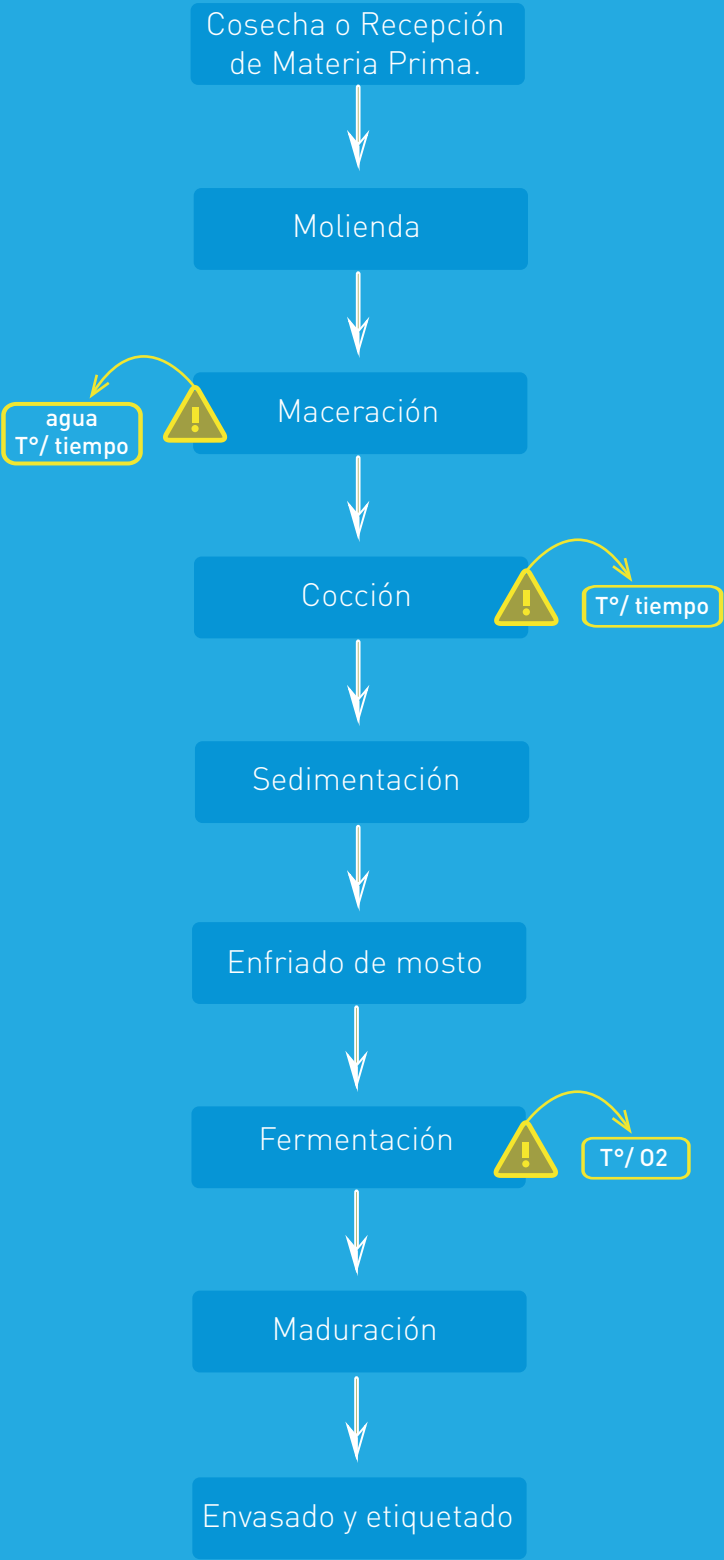 Cosecha o Recepción
de Materia Prima.
Molienda
Maceración
agua
T°/ tiempo
Cocción
T°/ tiempo
Sedimentación
Enfriado de mosto
Fermentación
T°/ O2
Maduración
Envasado y etiquetado